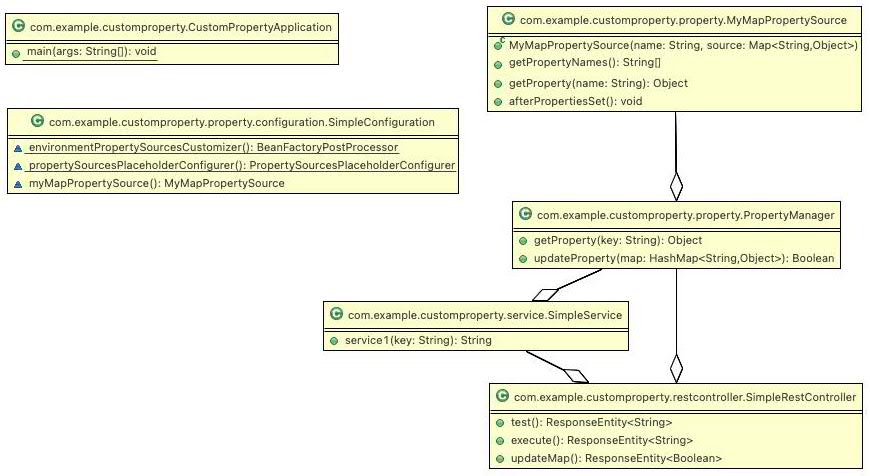 com.example.customproperty.CustomPropertyApplication
main(args: String[]): void
com.example.customproperty.property.MyMapPropertySource
MyMapPropertySource(name: String, source: Map<String,Object>)
getPropertyNames(): String[]
getProperty(name: String): Object
afterPropertiesSet(): void
com.example.customproperty.property.configuration.SimpleConfiguration
environmentPropertySourcesCustomizer(): BeanFactoryPostProcessor
propertySourcesPlaceholderConfigurer(): PropertySourcesPlaceholderConfigurer
myMapPropertySource(): MyMapPropertySource
com.example.customproperty.property.PropertyManager
getProperty(key: String): Object
updateProperty(map: HashMap<String,Object>): Boolean
com.example.customproperty.service.SimpleService
service1(key: String): String
com.example.customproperty.restcontroller.SimpleRestController
test(): ResponseEntity<String>
execute(): ResponseEntity<String>
updateMap(): ResponseEntity<Boolean>